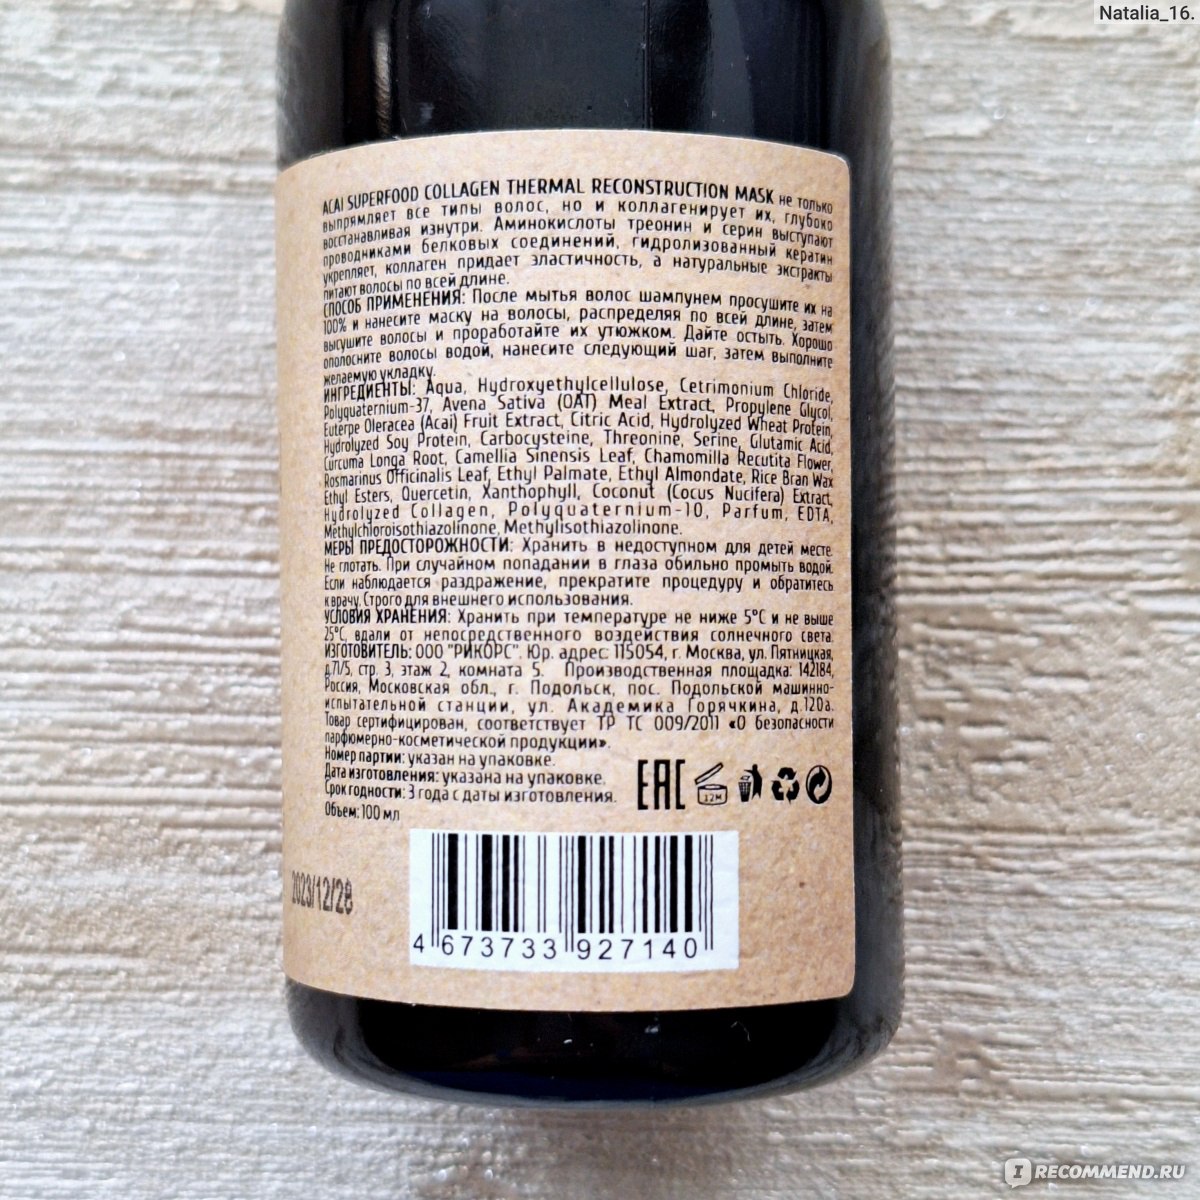 Natalia_16.
ACAI SUPERFOOD COLLAGEN THERMAL RECONSTRUCTION MASK не только
выпрямляет все типы волос, но и коллагенирует их, глубоко
восстанавливая изнутри. Аминокислоты треонин и серин выступают
проводниками белковых соединений, гидролизованный кератин
укрепляет, коллаген придает эластичность, а натуральные экстракты
питают волосы по всей длине.
СПОСОБ ПРИМЕНЕНИЯ: После мытья волос шампунем просушите их на
100% и нанесите маску на волосы, распределяя по всей длине, затем
высушите волосы и проработайте их утюжком. Дайте остыть. Хорошо
ополосните волосы водой, нанесите следующий шаг, затем выполните
желаемую укладку.
ИНГРЕДИЕНТЫ: Aqua, Hydroxyethylcellulose, Cetrimonium Chloride,
Polyquaternium-37, Avena Sativa (OAT) Meal Extract, Propylene Glycol,
Euterpe Oleracea (Acai) Fruit Extract, Citric Acid, Hydrolyzed Wheat Protein,
Hydrolyzed Soy Protein, Carbocysteine, Threonine, Serine, Glutamic Acid,
Curcuma Longa Root, Camellia Sinensis Leaf, Chamomilla Recutita Flower,
Rosmarinus Officinalis Leaf, Ethyl Palmate, Ethyl Almondate, Rice Bran Wax
Ethyl Esters, Quercetin, Xanthophyll, Coconut (Cocus Nucifera) Extract,
Hydrolyzed Collagen, Polyquaternium-10, Parfum, EDTA,
Methylchloroisothiazolinone, Methylisothiazolinone.
МЕРЫ ПРЕДОСТОРОЖНОСТИ: Хранить в недоступном для детей месте.
Не глотать. При случайном попадании в глаза обильно промыть водой.
Если наблюдается раздражение, прекратите процедуру и обратитесь
к врачу. Строго для внешнего использования.
УСЛОВИЯ ХРАНЕНИЯ: Хранить при температуре не ниже 5°С и не выше
25°С, вдали от непосредственного воздействия солнечного света.
ИЗГОТОВИТЕЛЬ: ООО "РИКОРС". Юр. адрес: 115054, г. Москва, ул. Пятницкая,
д.71/5, стр. 3, этаж 2, комната 5. Производственная площадка: 142184,
Россия, Московская обл., г. Подольск, пос. Подольской машинно-
испытательной станции, ул. Академика Горячкина, д.120а.
Товар сертифицирован, соответствует ТР ТС 009/2011 «О безопасности
парфюмерно-косметической продукции».
Номер партии: указан на упаковке.
Дата изготовления: указана на упаковке.
Срок годности: 3 года с даты изготовления.
Объем: 100 мл
EAC
12M
2023/12/28
4 673733 927140
IRECOMMEND.RU